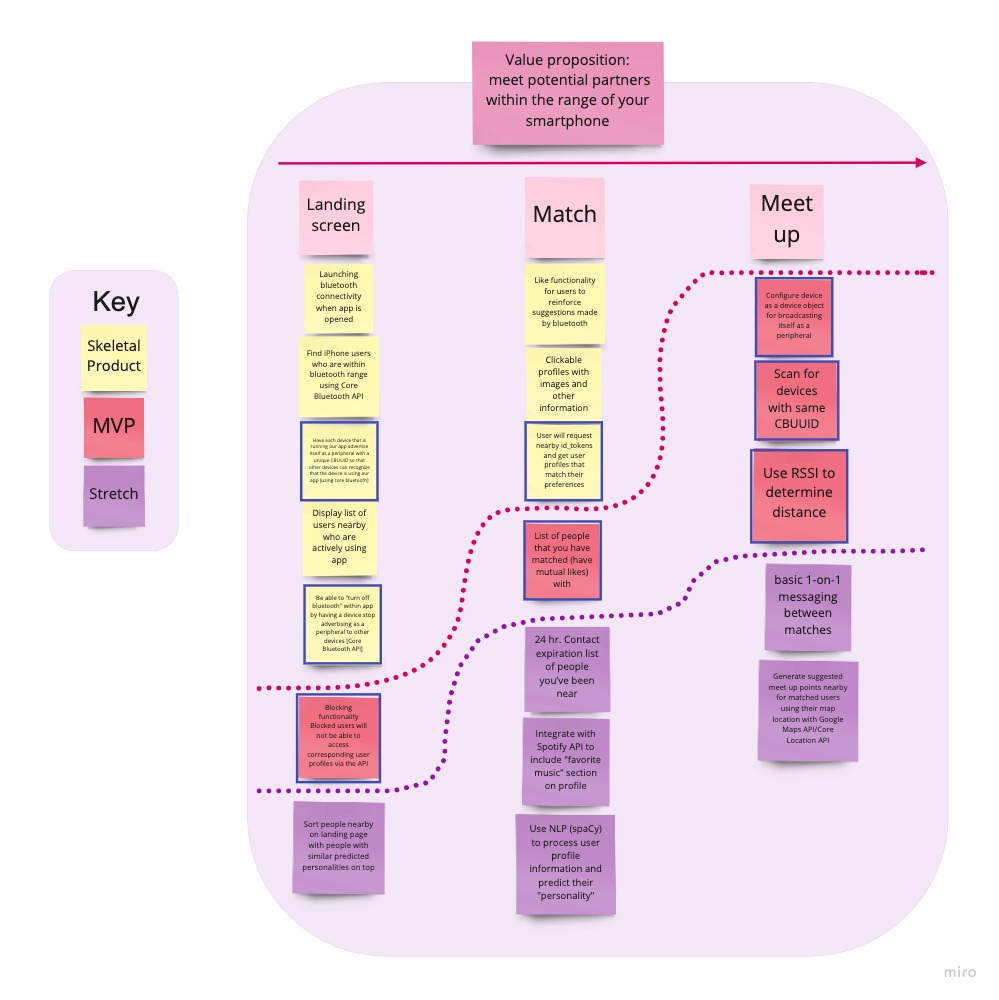 Value proposition:
meet potential partners
within the range of your
smartphone
Key
Skeletal
Product
MVP
Stretch
Landing
screen
Launching
bluetooth
connectivity
when app is
opened
Find iPhone users
who are within
bluetooth range
using Core
Bluetooth API
Have each device that is
running our app advertise
itself as a peripheral with a
unique CBUUID so that
other devices can recognize
that the device is using our
app [using core bluetooth]
Display list of
users nearby
who are
actively using
app
Be able to "turn off
bluetooth" within app
by having a device stop
advertising as a
peripheral to other
devices [Core
Bluetooth API]
Blocking
functionality
Blocked users will
not be able to
access
corresponding user
profiles via the API
Sort people nearby
on landing page
with people with
similar predicted
personalities on top
Match
Like functionality
for users to
reinforce
suggestions made
by bluetooth
Clickable
profiles with
images and
other
information
User will request
nearby id_tokens
and get user
profiles that
match their
preferences
List of people
that you have
matched (have
mutual likes)
with
24 hr. Contact
expiration list
of people
you've been
near
Integrate with
Spotify API to
include "favorite
music" section
on profile
Use NLP (spaCy)
to process user
profile
information and
predict their
"personality"
Meet
up
Configure device
as a device object
for broadcasting
itself as a
peripheral
Scan for
devices
with same
CBUUID
Use RSSI to
determine
distance
basic 1-on-1
messaging
between
matches
Generate suggested
meet up points nearby
for matched users
using their map
location with Google
Maps API/Core
Location API
miro